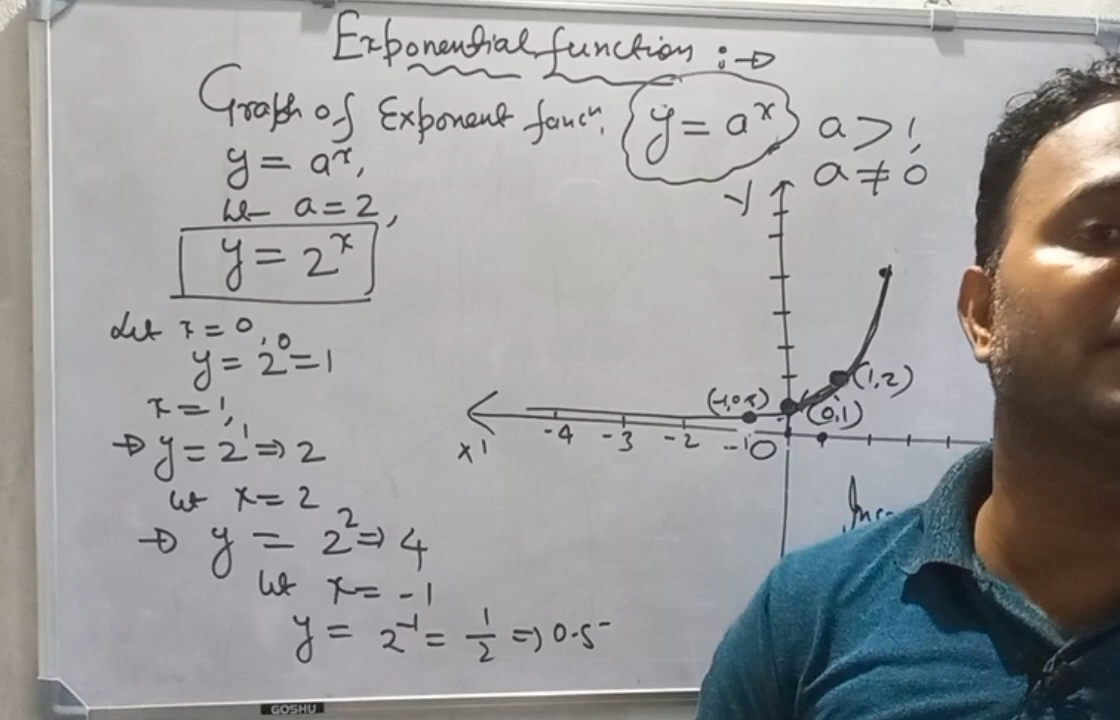 Exponential function :→
Graph of Exponent funcn. y = aˣ a > 1,
a ≠ 0
y = aˣ,
let a = 2,
y = 2ˣ
Let x = 0,
y = 2⁰ = 1
x = 1,
→ y = 2¹ ⇒ 2
let x = 2
→ y = 2² ⇒ 4
let x = -1
y = 2⁻¹ = 1/2 ⇒ 0.5
Y
(1,2)
(-1,0.5) (0,1)
-4 -3 -2 -1 O
x'
GOSHU